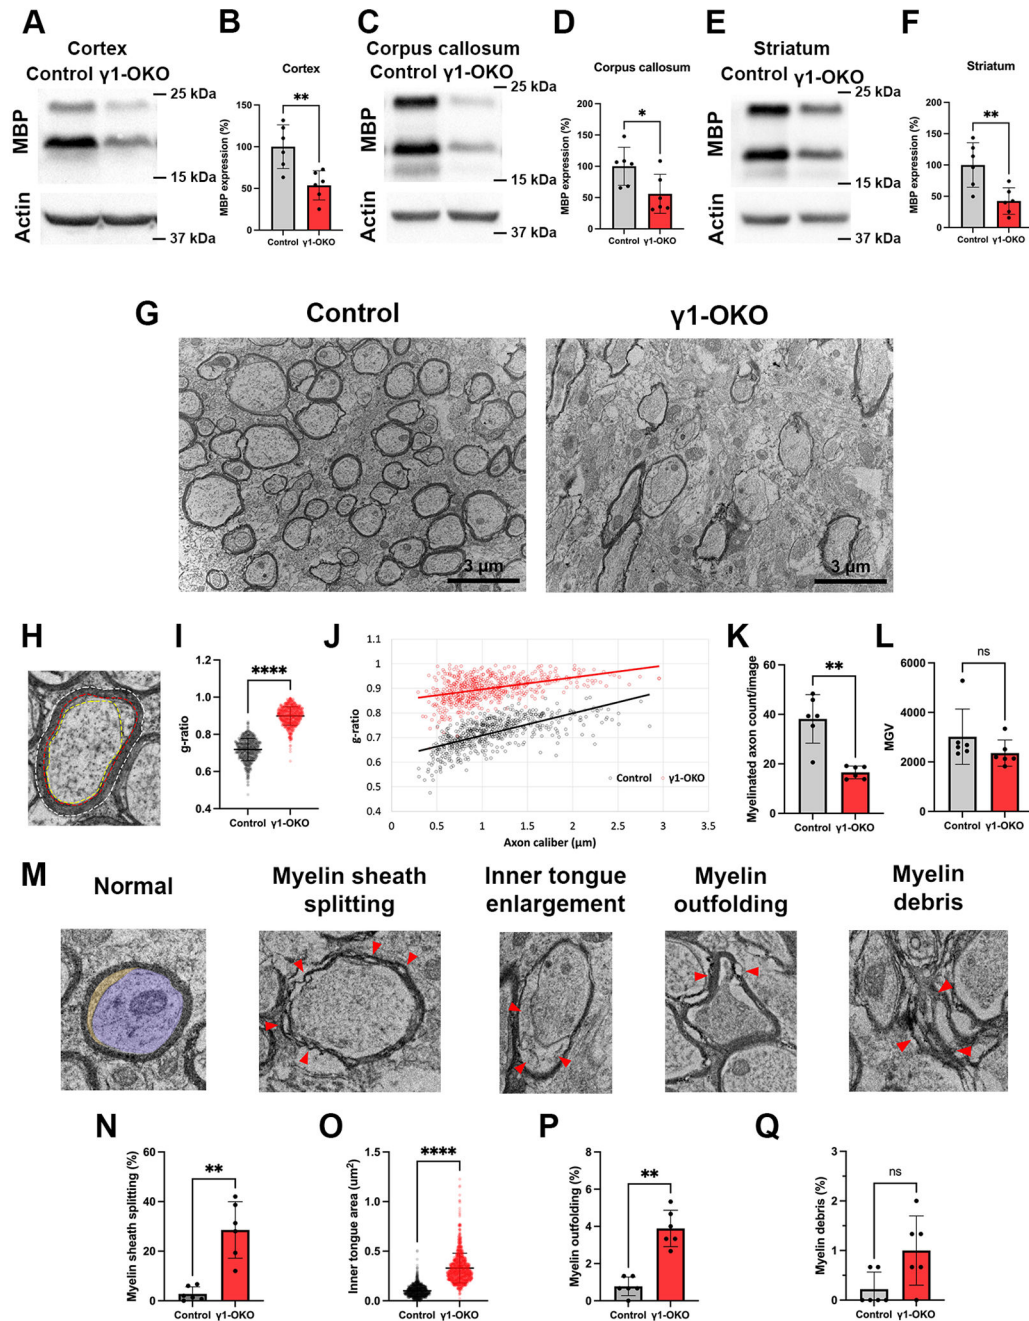 A
Cortex
Control γ1-OKO
MBP
25 kDa
15 kDa
Actin
37 kDa
B
Cortex
**
MBP expression (%)
150
100
50
0
Control γ1-OKO
C
Corpus callosum
Control γ1-OKO
MBP
25 kDa
15 kDa
Actin
37 kDa
D
Corpus callosum
*
MBP expression (%)
200
150
100
50
0
Control γ1-OKO
E
Striatum
Control γ1-OKO
MBP
25 kDa
15 kDa
Actin
37 kDa
F
Striatum
**
MBP expression (%)
200
150
100
50
0
Control γ1-OKO
G
Control
γ1-OKO
3 μm
3 μm
H
I
****
g-ratio
1.2
1.0
0.8
0.6
0.4
Control γ1-OKO
J
g-ratio
1.1
1
0.9
0.8
0.7
0.6
0.5
0.4
Control γ1-OKO
0 0.5 1 1.5 2 2.5 3 3.5
Axon caliber (μm)
K
**
Myelinated axon count/image
60
40
20
0
Control γ1-OKO
L
ns
MGV
6000
4000
2000
0
Control γ1-OKO
M
Normal
Myelin sheath
splitting
Inner tongue
enlargement
Myelin
outfolding
Myelin
debris
N
**
Myelin sheath splitting (%)
60
40
20
0
Control γ1-OKO
O
****
Inner tongue area (um²)
1.5
1.0
0.5
0.0
Control γ1-OKO
P
**
Myelin outfolding (%)
8
6
4
2
0
Control γ1-OKO
Q
ns
Myelin debris (%)
3
2
1
0
Control γ1-OKO